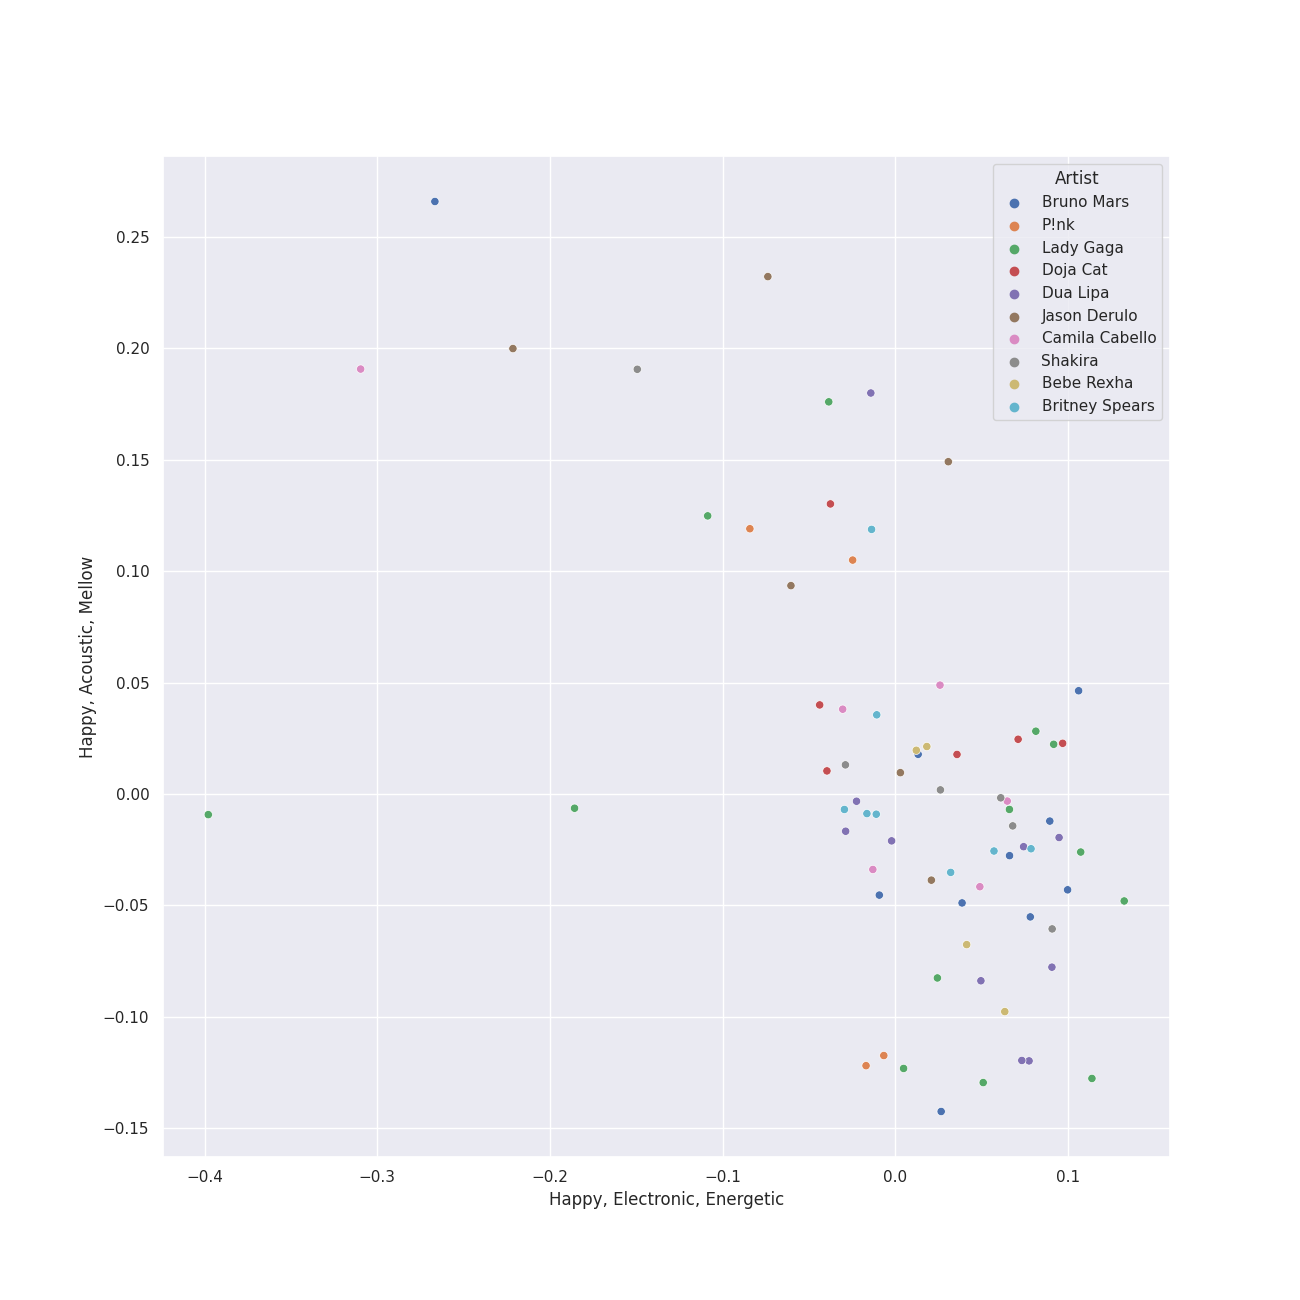 Artist
Bruno Mars
P!nk
Lady Gaga
Doja Cat
Dua Lipa
Jason Derulo
Camila Cabello
Shakira
Bebe Rexha
Britney Spears
0.25
0.20
0.15
0.10
0.05
0.00
−0.05
−0.10
−0.15
Happy, Acoustic, Mellow
−0.4 −0.3 −0.2 −0.1 0.0 0.1
Happy, Electronic, Energetic